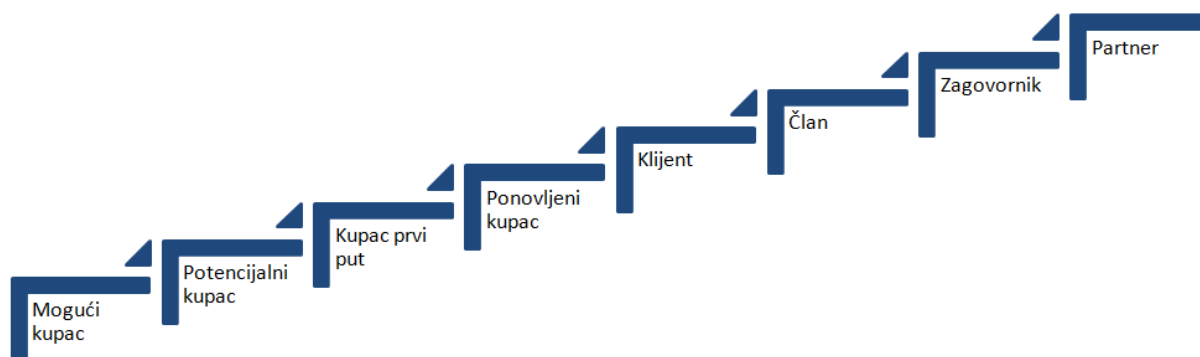 Mogući
kupac
Potencijalni
kupac
Kupac prvi
put
Ponovljeni
kupac
Klijent
Član
Zagovornik
Partner